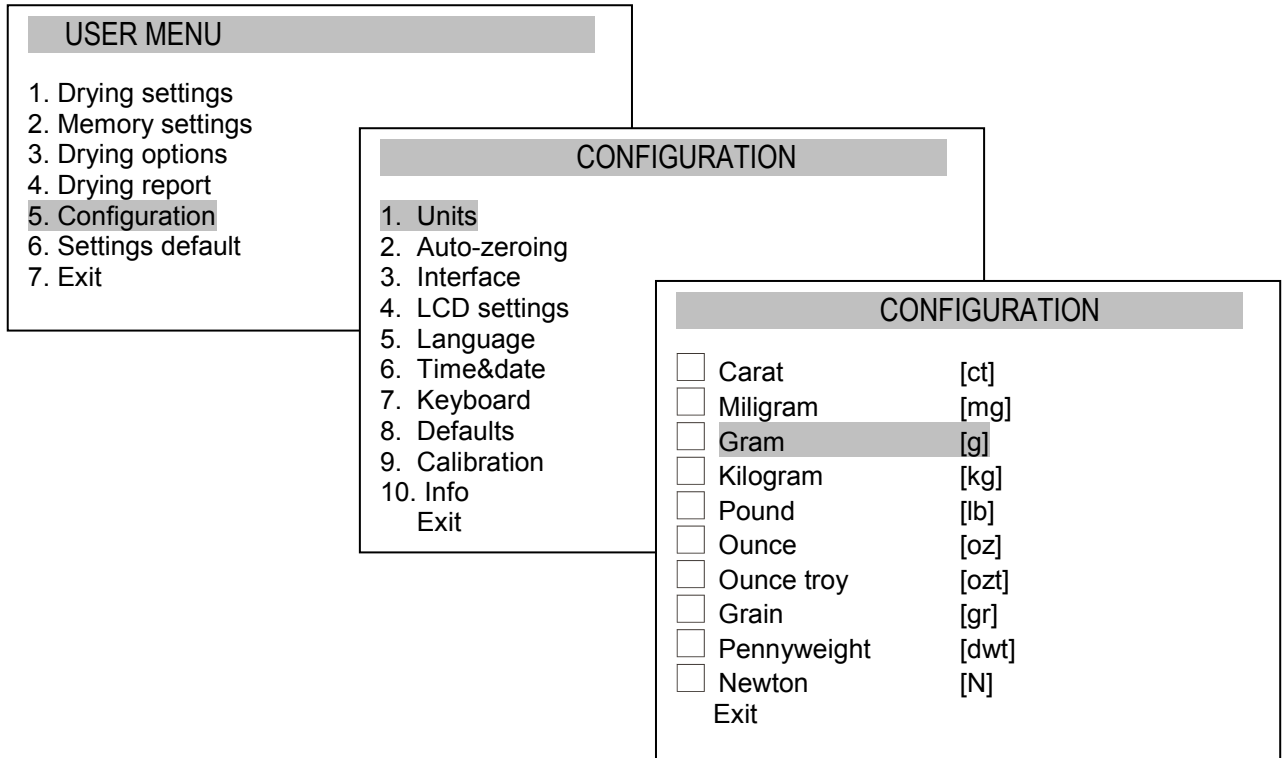 USER MENU
1. Drying settings
2. Memory settings
3. Drying options
4. Drying report
5. Configuration
6. Settings default
7. Exit
CONFIGURATION
1. Units
2. Auto-zeroing
3. Interface
4. LCD settings
5. Language
6. Time&date
7. Keyboard
8. Defaults
9. Calibration
10. Info
Exit
CONFIGURATION
Carat [ct]
Miligram [mg]
Gram [g]
Kilogram [kg]
Pound [lb]
Ounce [oz]
Ounce troy [ozt]
Grain [gr]
Pennyweight [dwt]
Newton [N]
Exit